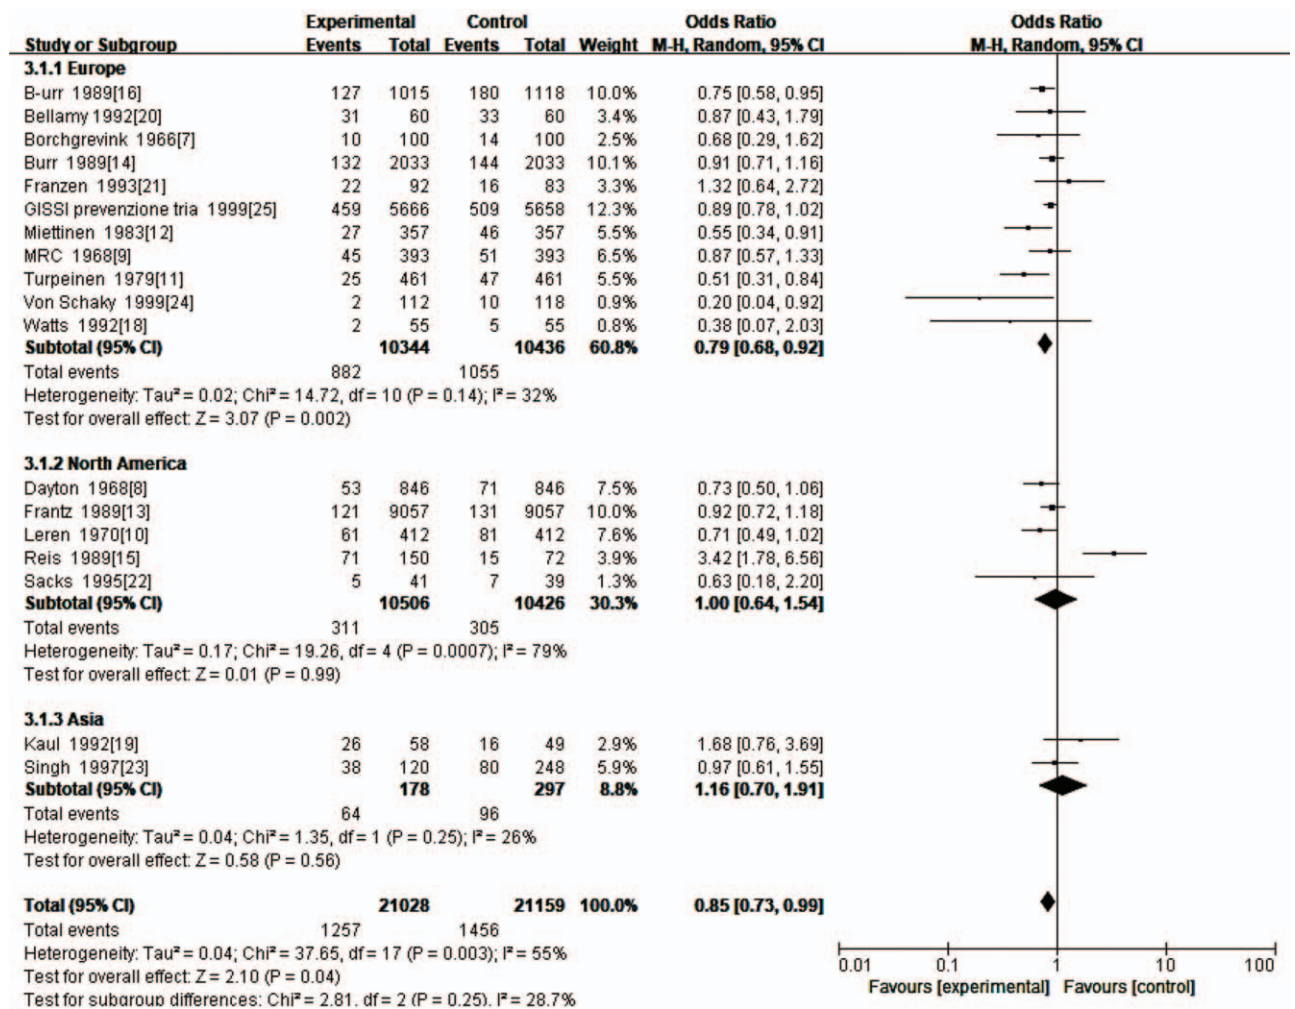 Experimental Control Odds Ratio Odds Ratio
Study or Subgroup Events Total Events Total Weight M-H, Random, 95% CI M-H, Random, 95% CI
3.1.1 Europe
B-urr 1989[16] 127 1015 180 1118 10.0% 0.75 [0.58, 0.95]
Bellamy 1992[20] 31 60 33 60 3.4% 0.87 [0.43, 1.79]
Borchgrevink 1966[7] 10 100 14 100 2.5% 0.68 [0.29, 1.62]
Burr 1989[14] 132 2033 144 2033 10.1% 0.91 [0.71, 1.16]
Franzen 1993[21] 22 92 16 83 3.3% 1.32 [0.64, 2.72]
GISSI prevenzione tria 1999[25] 459 5666 509 5658 12.3% 0.89 [0.78, 1.02]
Miettinen 1983[12] 27 357 46 357 5.5% 0.55 [0.34, 0.91]
MRC 1968[9] 45 393 51 393 6.5% 0.87 [0.57, 1.33]
Turpeinen 1979[11] 25 461 47 461 5.5% 0.51 [0.31, 0.84]
Von Schaky 1999[24] 2 112 10 118 0.9% 0.20 [0.04, 0.92]
Watts 1992[18] 2 55 5 55 0.8% 0.38 [0.07, 2.03]
Subtotal (95% CI) 10344 10436 60.8% 0.79 [0.68, 0.92]
Total events 882 1055
Heterogeneity: Tau² = 0.02; Chi² = 14.72, df = 10 (P = 0.14); I² = 32%
Test for overall effect: Z = 3.07 (P = 0.002)
3.1.2 North America
Dayton 1968[8] 53 846 71 846 7.5% 0.73 [0.50, 1.06]
Frantz 1989[13] 121 9057 131 9057 10.0% 0.92 [0.72, 1.18]
Leren 1970[10] 61 412 81 412 7.6% 0.71 [0.49, 1.02]
Reis 1989[15] 71 150 15 72 3.9% 3.42 [1.78, 6.56]
Sacks 1995[22] 5 41 7 39 1.3% 0.63 [0.18, 2.20]
Subtotal (95% CI) 10506 10426 30.3% 1.00 [0.64, 1.54]
Total events 311 305
Heterogeneity: Tau² = 0.17; Chi² = 19.26, df = 4 (P = 0.0007); I² = 79%
Test for overall effect: Z = 0.01 (P = 0.99)
3.1.3 Asia
Kaul 1992[19] 26 58 16 49 2.9% 1.68 [0.76, 3.69]
Singh 1997[23] 38 120 80 248 5.9% 0.97 [0.61, 1.55]
Subtotal (95% CI) 178 297 8.8% 1.16 [0.70, 1.91]
Total events 64 96
Heterogeneity: Tau² = 0.04; Chi² = 1.35, df = 1 (P = 0.25); I² = 26%
Test for overall effect: Z = 0.58 (P = 0.56)
Total (95% CI) 21028 21159 100.0% 0.85 [0.73, 0.99]
Total events 1257 1456
Heterogeneity: Tau² = 0.04; Chi² = 37.65, df = 17 (P = 0.003); I² = 55%
Test for overall effect: Z = 2.10 (P = 0.04)
Test for subgroup differences: Chi² = 2.81, df = 2 (P = 0.25), I² = 28.7%
0.01 0.1 1 10 100
Favours [experimental] Favours [control]